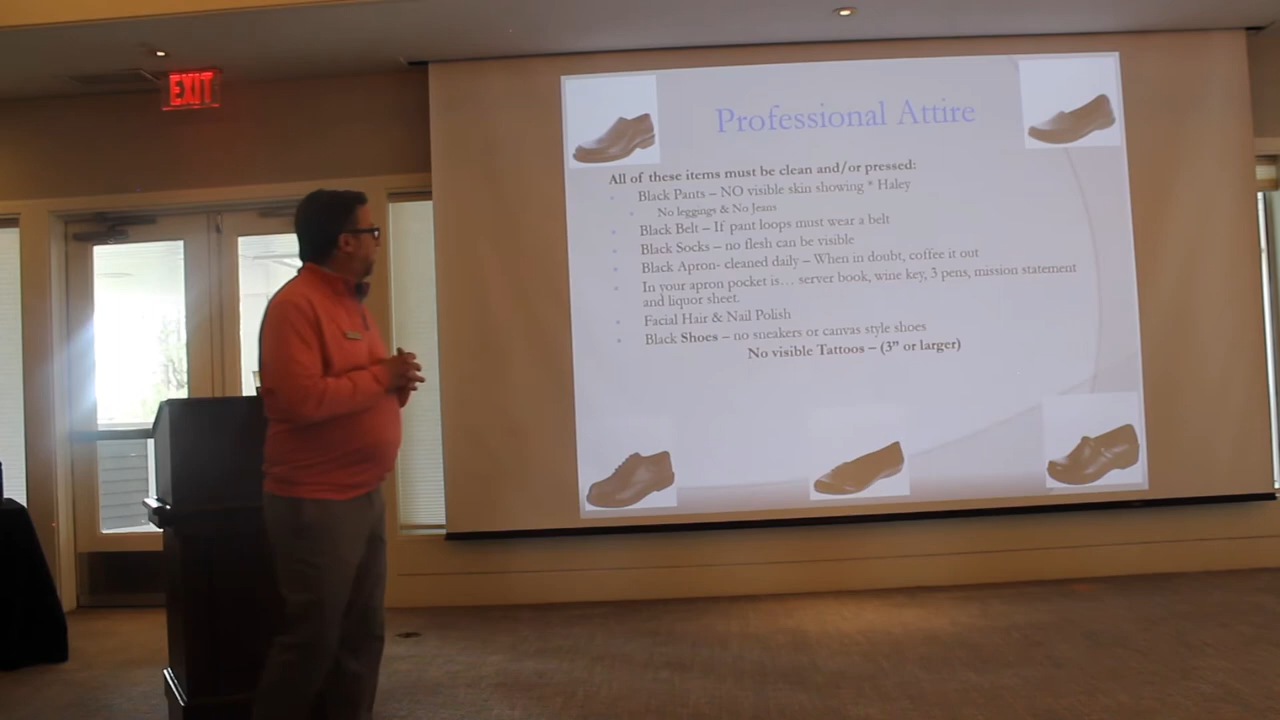 EXIT
Professional Attire
All of these items must be clean and/or pressed:
Black Pants – NO visible skin showing * Haley
No leggings & No Jeans
Black Belt – If pant loops must wear a belt
Black Socks – no flesh can be visible
Black Apron- cleaned daily – When in doubt, coffee it out
In your apron pocket is… server book, wine key, 3 pens, mission statement
and liquor sheet.
Facial Hair & Nail Polish
Black Shoes – no sneakers or canvas style shoes
No visible Tattoos – (3” or larger)